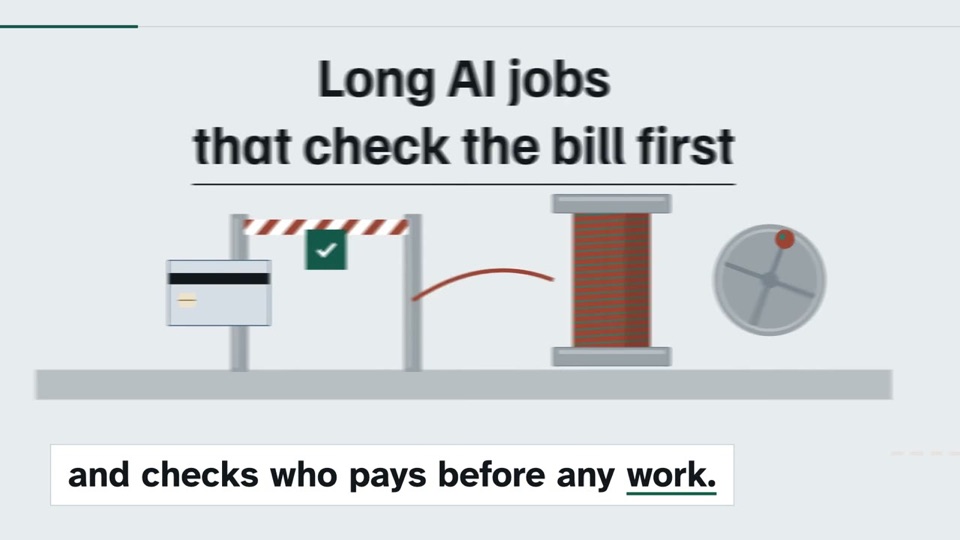 Long AI jobs
that check the bill first
and checks who pays before any work.